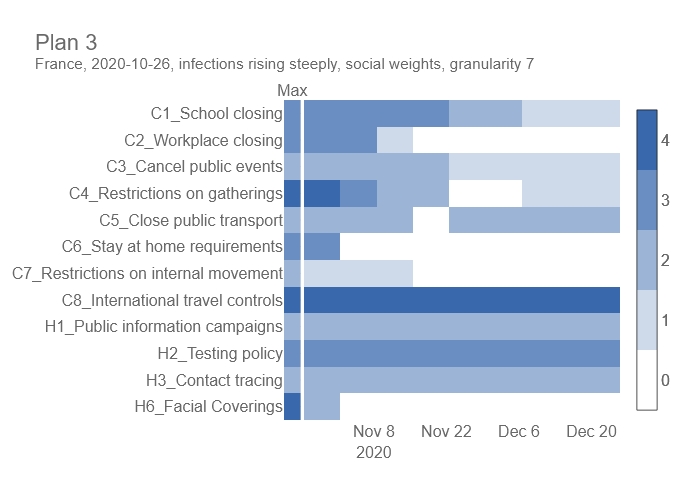 Plan 3
France, 2020-10-26, infections rising steeply, social weights, granularity 7
Max
C1_School closing
C2_Workplace closing
C3_Cancel public events
C4_Restrictions on gatherings
C5_Close public transport
C6_Stay at home requirements
C7_Restrictions on internal movement
C8_International travel controls
H1_Public information campaigns
H2_Testing policy
H3_Contact tracing
H6_Facial Coverings
Nov 8 Nov 22 Dec 6 Dec 20
2020
4
3
2
1
0